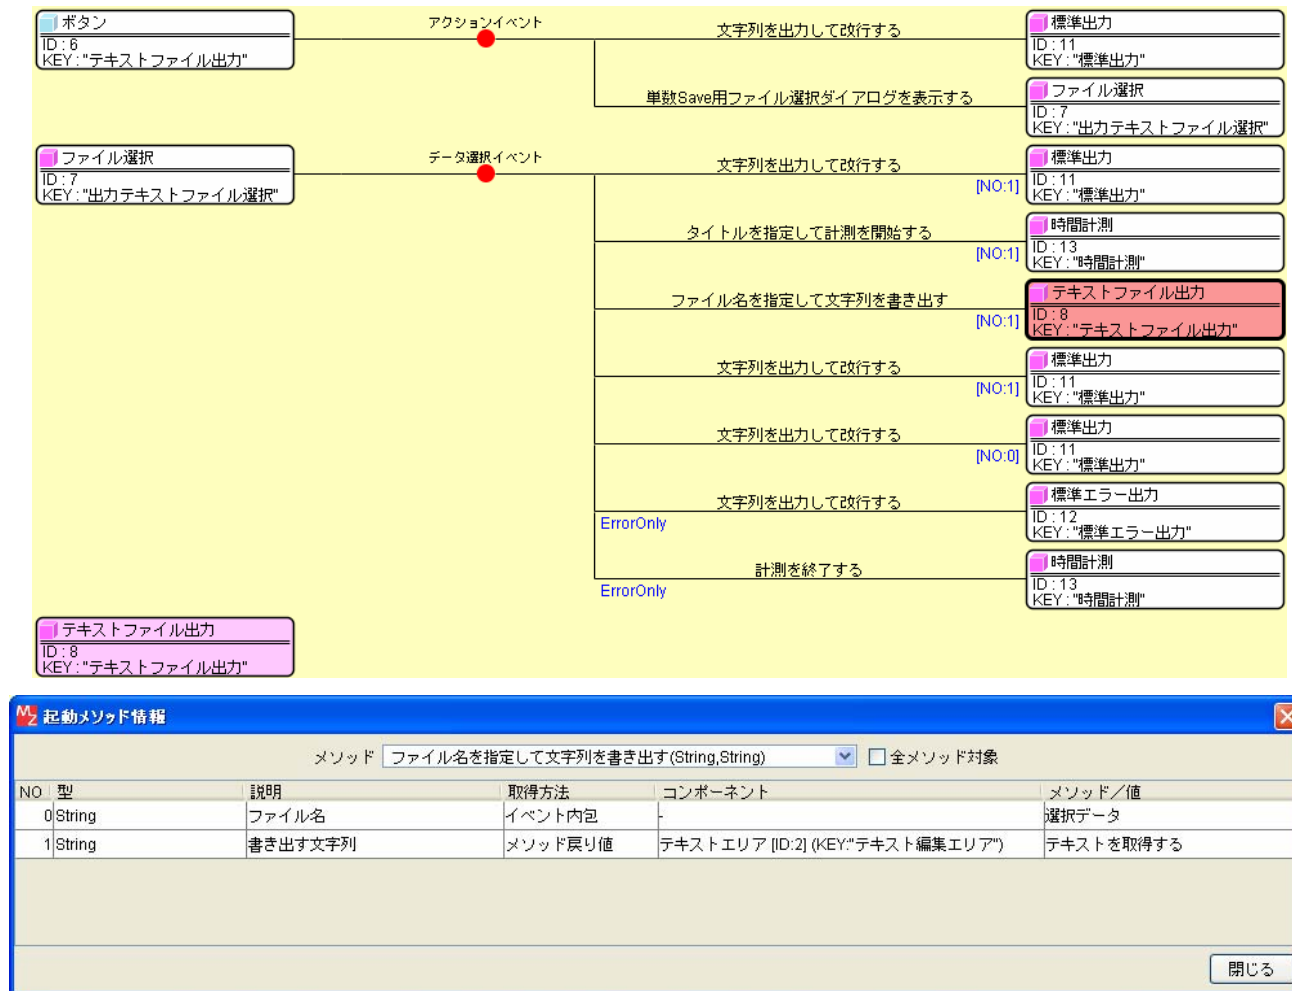 ボタン
ID : 6
KEY : "テキストファイル出力"
アクションイベント
文字列を出力して改行する
標準出力
ID : 11
KEY : "標準出力"
単数Save用ファイル選択ダイアログを表示する
ファイル選択
ID : 7
KEY : "出力テキストファイル選択"
ファイル選択
ID : 7
KEY : "出力テキストファイル選択"
データ選択イベント
文字列を出力して改行する
[NO:1]
標準出力
ID : 11
KEY : "標準出力"
タイトルを指定して計測を開始する
[NO:1]
時間計測
ID : 13
KEY : "時間計測"
ファイル名を指定して文字列を書き出す
[NO:1]
テキストファイル出力
ID : 8
KEY : "テキストファイル出力"
文字列を出力して改行する
[NO:1]
標準出力
ID : 11
KEY : "標準出力"
文字列を出力して改行する
[NO:0]
標準出力
ID : 11
KEY : "標準出力"
文字列を出力して改行する
ErrorOnly
標準エラー出力
ID : 12
KEY : "標準エラー出力"
計測を終了する
ErrorOnly
時間計測
ID : 13
KEY : "時間計測"
テキストファイル出力
ID : 8
KEY : "テキストファイル出力"
MZ 起動メソッド情報
メソッド ファイル名を指定して文字列を書き出す(String,String) 全メソッド対象
NO 型 説明 取得方法 コンポーネント メソッド／値
0 String ファイル名 イベント内包 - 選択データ
1 String 書き出す文字列 メソッド戻り値 テキストエリア [ID:2] (KEY:"テキスト編集エリア") テキストを取得する
閉じる